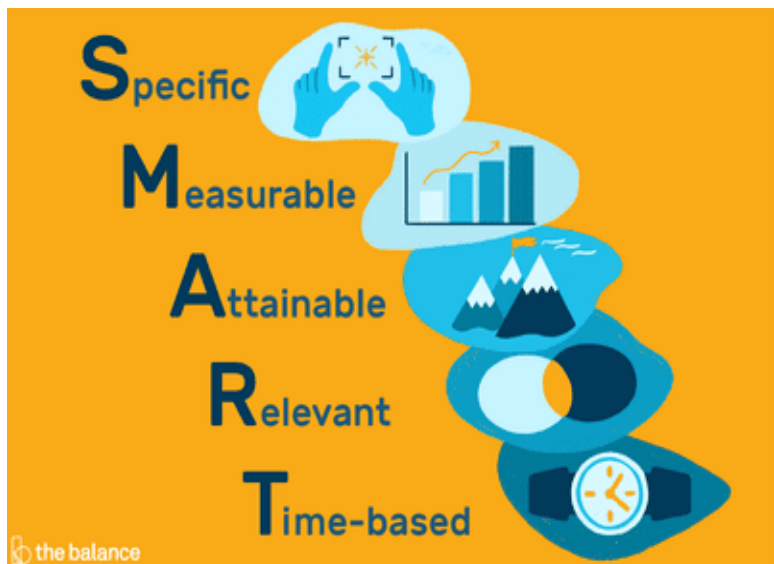 Specific
Measurable
Attainable
Relevant
Time-based
the balance